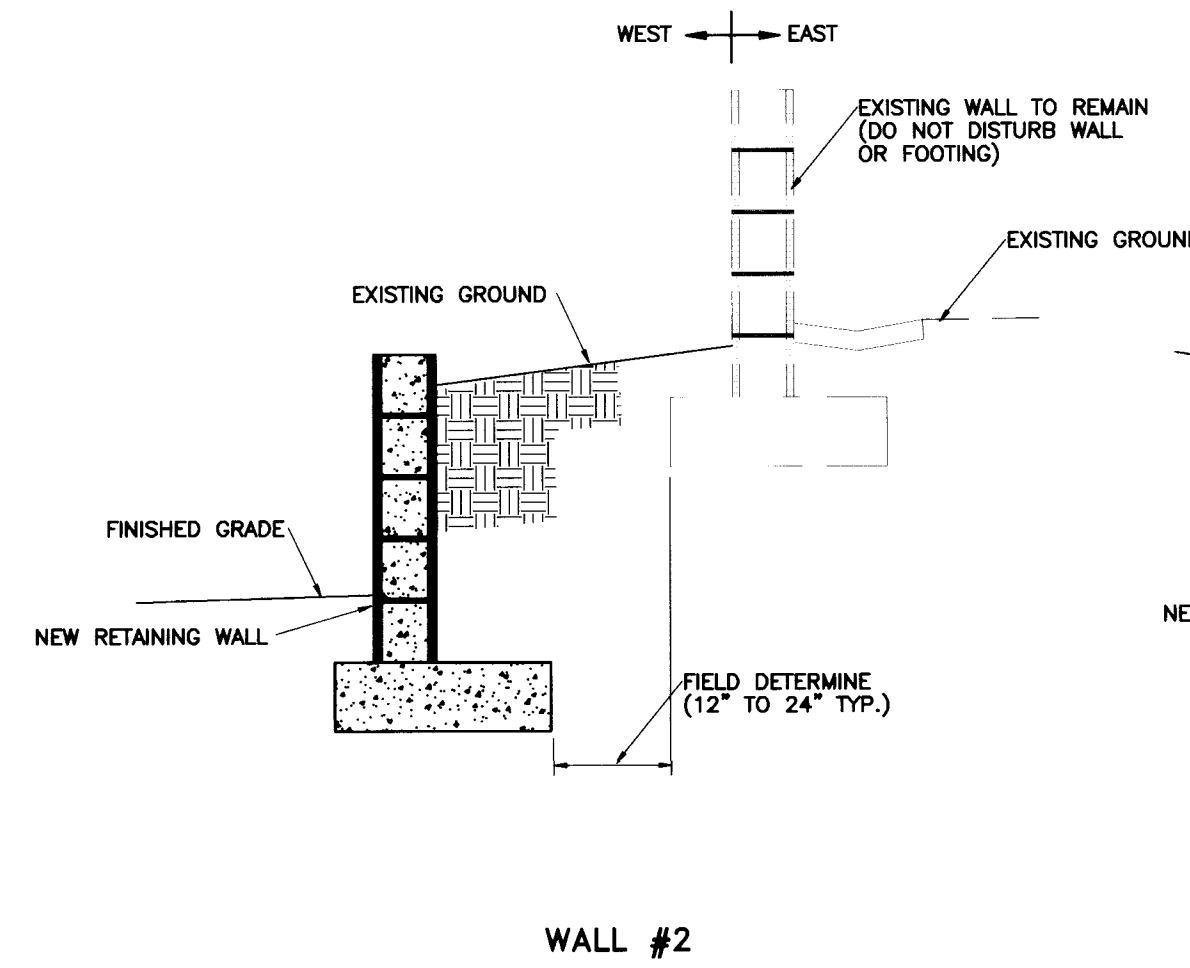 WEST EAST
EXISTING WALL TO REMAIN
(DO NOT DISTURB WALL
OR FOOTING)
EXISTING GROUN
EXISTING GROUND
FINISHED GRADE
NEW RETAINING WALL
NE
FIELD DETERMINE
(12" TO 24" TYP.)
WALL #2